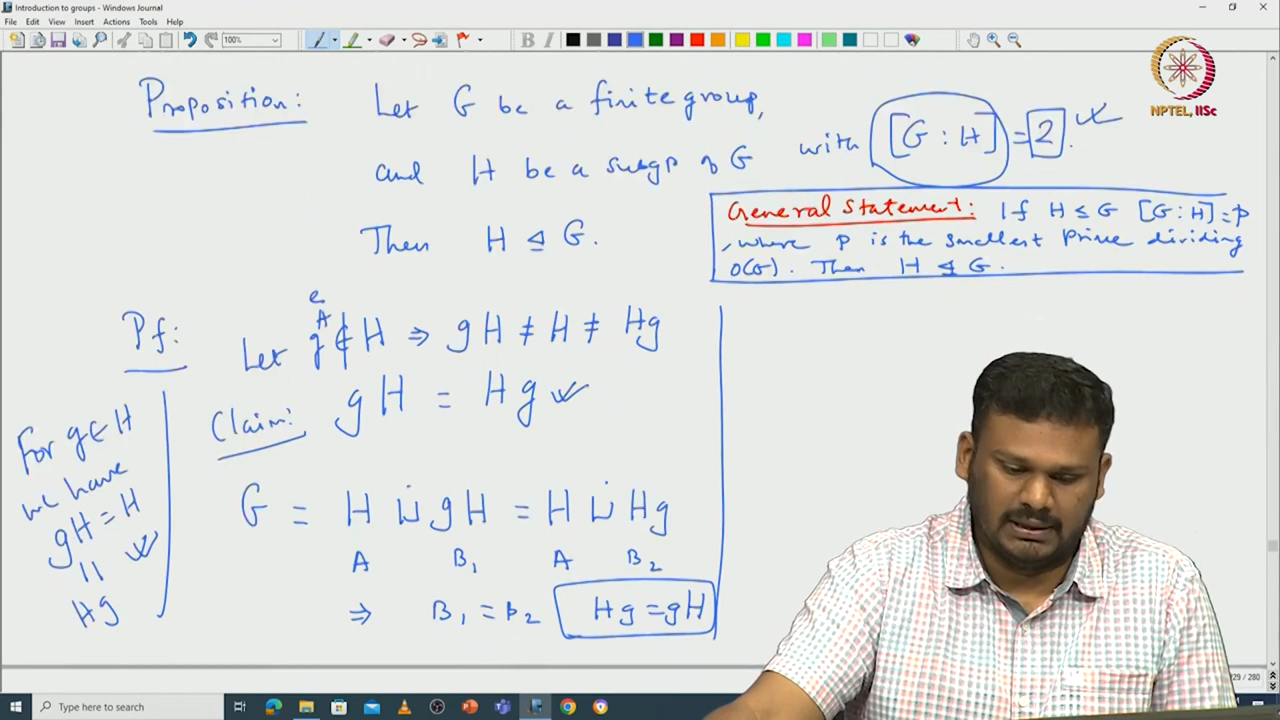 Introduction to groups - Windows Journal
File Edit View Insert Actions Tools Help
100%
B I
NPTEL, IISc
Proposition: Let G be a finite group,
and H be a subgp of G with [G : H] = 2.
Then H ⊴ G.
General Statement: If H ≤ G [G:H]=p
, where p is the smallest prime dividing
o(G). Then H ⊴ G.
Pf: Let g ∉ H ⇒ gH ≠ H ≠ Hg
e
Claim: gH = Hg
For g ∈ H
we have
gH = H
||
Hg
G = H ⊔ gH = H ⊔ Hg
A B₁ A B₂
⇒ B₁ = B₂ Hg = gH
29 / 280
Type here to search